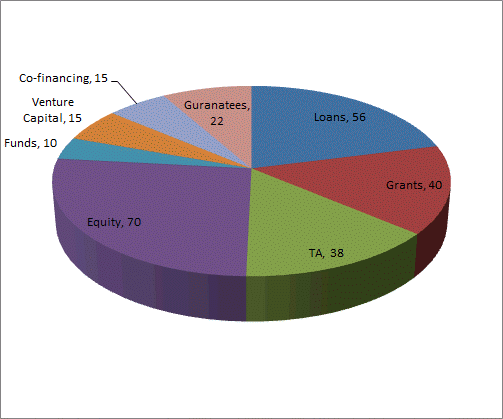 Co-financing, 15
Venture
Capital, 15
Funds, 10
Guranatees,
22
Loans, 56
Grants, 40
TA, 38
Equity, 70